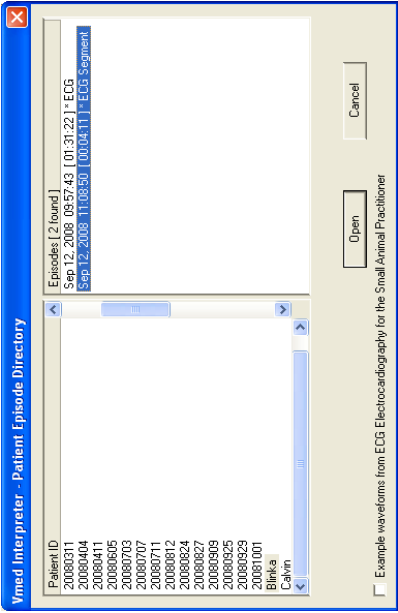 Vmed Interpreter - Patient Episode Directory
Patient ID
20080311
20080404
20080411
20080605
20080703
20080707
20080711
20080812
20080824
20080827
20080909
20080925
20080929
20081001
Blinka
Calvin
Episodes [ 2 found ]
Sep 12, 2008 09:57:43 [ 01:31:22 ] * ECG
Sep 12, 2008 11:08:50 [ 00:04:11 ] * ECG Segment
Open
Cancel
Example waveforms from ECG Electrocardiography for the Small Animal Practitioner